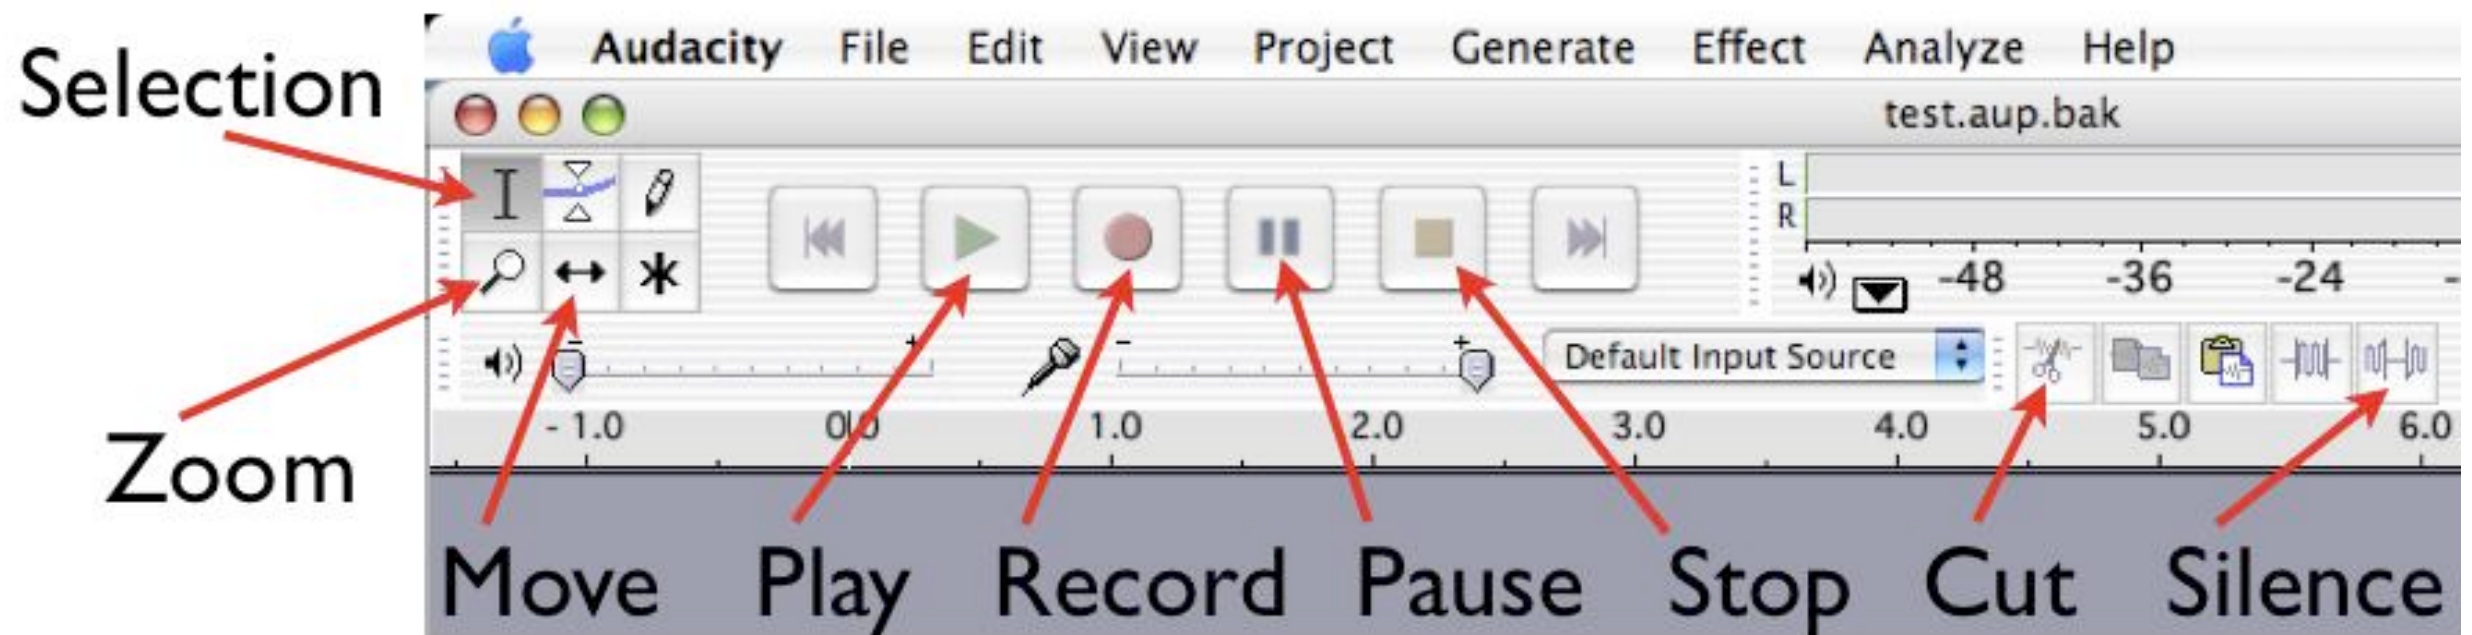 Audacity File Edit View Project Generate Effect Analyze Help
Selection
test.aup.bak
L
R
-48 -36 -24 -
- + - + Default Input Source
- 1.0 0.0 1.0 2.0 3.0 4.0 5.0 6.0
Zoom
Move Play Record Pause Stop Cut Silence